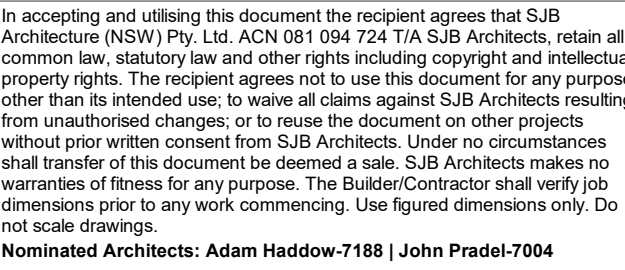 In accepting and utilising this document the recipient agrees that SJB
Architecture (NSW) Pty. Ltd. ACN 081 094 724 T/A SJB Architects, retain all
common law, statutory law and other rights including copyright and intellectua
property rights. The recipient agrees not to use this document for any purpose
other than its intended use; to waive all claims against SJB Architects resulting
from unauthorised changes; or to reuse the document on other projects
without prior written consent from SJB Architects. Under no circumstances
shall transfer of this document be deemed a sale. SJB Architects makes no
warranties of fitness for any purpose. The Builder/Contractor shall verify job
dimensions prior to any work commencing. Use figured dimensions only. Do
not scale drawings.
Nominated Architects: Adam Haddow-7188 | John Pradel-7004